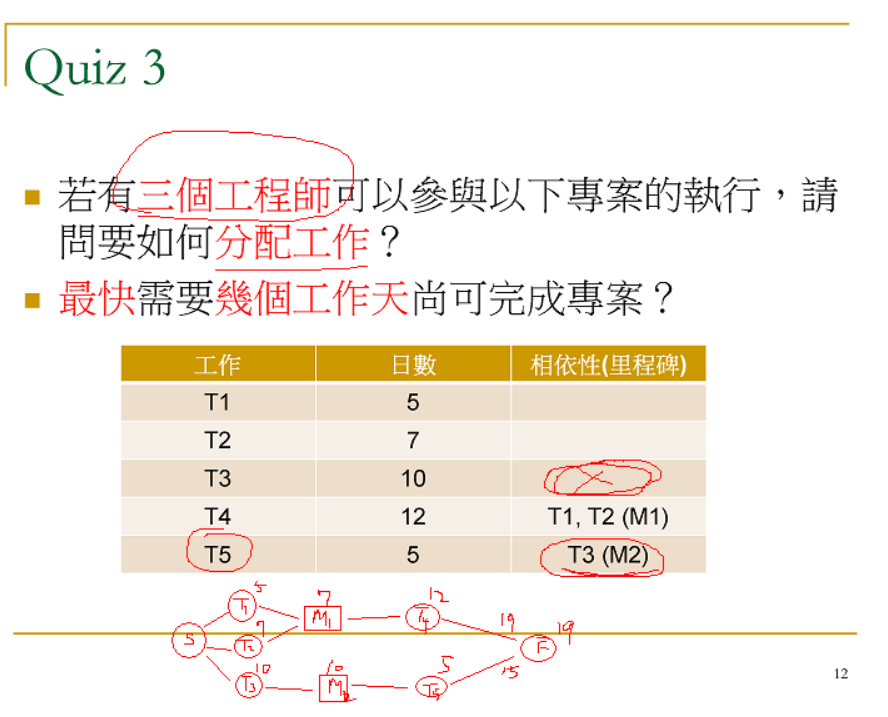 Quiz 3
若有三個工程師可以參與以下專案的執行，請
問要如何分配工作？
最快需要幾個工作天尚可完成專案？
工作 日數 相依性(里程碑)
T1 5
T2 7
T3 10
T4 12 T1, T2 (M1)
T5 5 T3 (M2)
5 7 12
T1 M1 T4 19 19
S 7 T2 F
10 10 5 15
T3 M2 T5
12